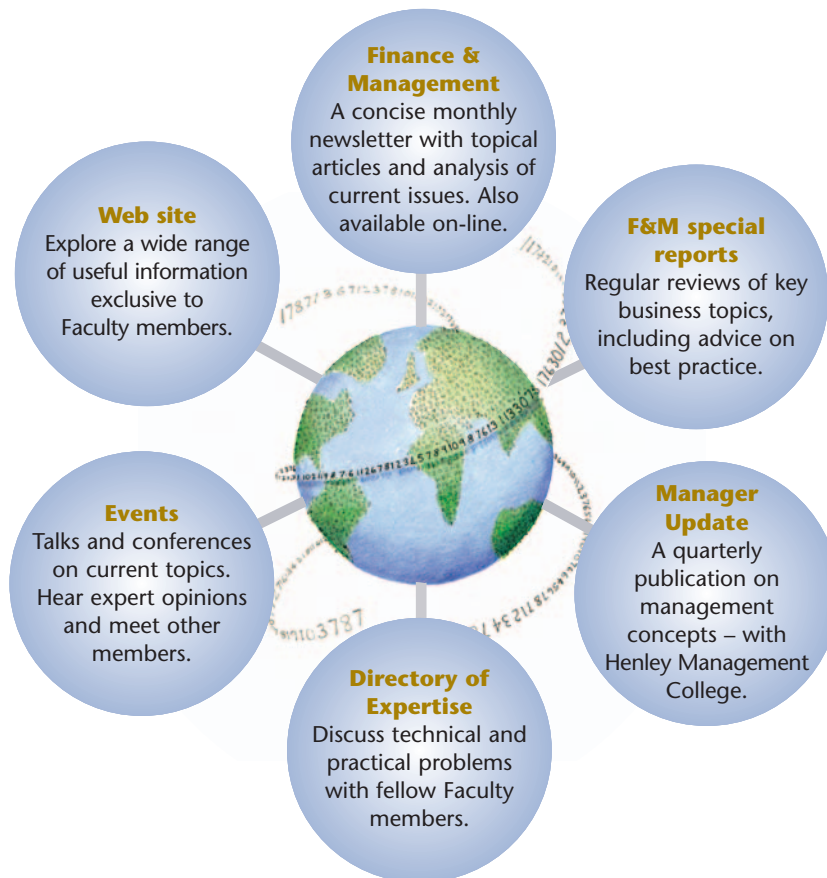 Finance &
Management
A concise monthly
newsletter with topical
articles and analysis of
current issues. Also
available on-line.
F&M special
reports
Regular reviews of key
business topics,
including advice on
best practice.
Manager
Update
A quarterly
publication on
management
concepts – with
Henley Management
College.
Directory of
Expertise
Discuss technical and
practical problems
with fellow Faculty
members.
Events
Talks and conferences
on current topics.
Hear expert opinions
and meet other
members.
Web site
Explore a wide range
of useful information
exclusive to
Faculty members.